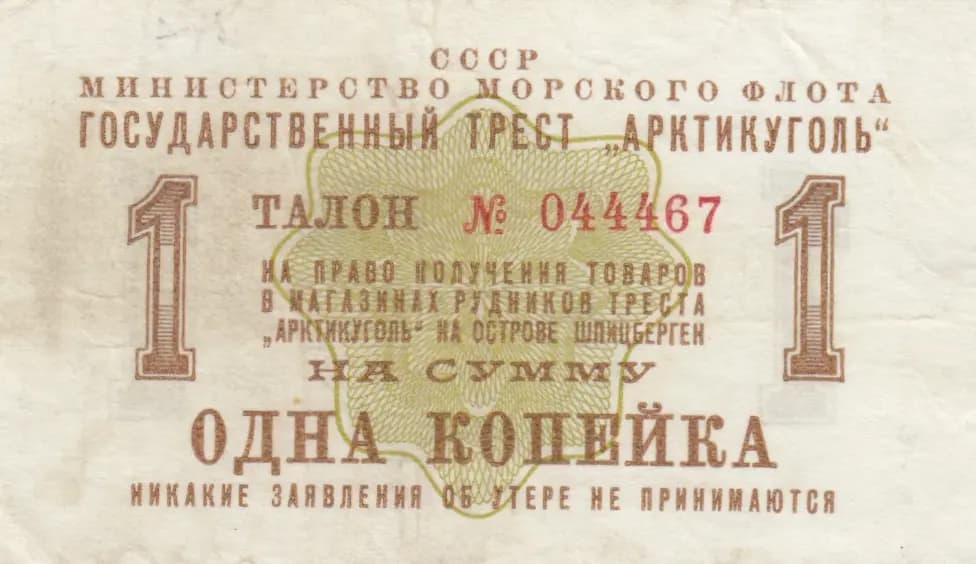 СССР
МИНИСТЕРСТВО МОРСКОГО ФЛОТА
ГОСУДАРСТВЕННЫЙ ТРЕСТ „АРКТИКУГОЛЬ“
1 ТАЛОН № 044467 1
НА ПРАВО ПОЛУЧЕНИЯ ТОВАРОВ
В МАГАЗИНАХ РУДНИКОВ ТРЕСТА
„АРКТИКУГОЛЬ“ НА ОСТРОВЕ ШПИЦБЕРГЕН
НА СУММУ
ОДНА КОПЕЙКА
НИКАКИЕ ЗАЯВЛЕНИЯ ОБ УТЕРЕ НЕ ПРИНИМАЮТСЯ